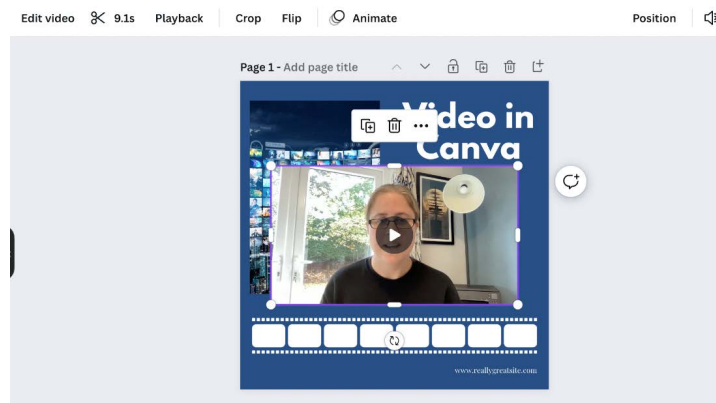 Edit video 9.1s Playback Crop Flip Animate Position
Page 1 - Add page title
Video in
Canva
www.reallygreatsite.com